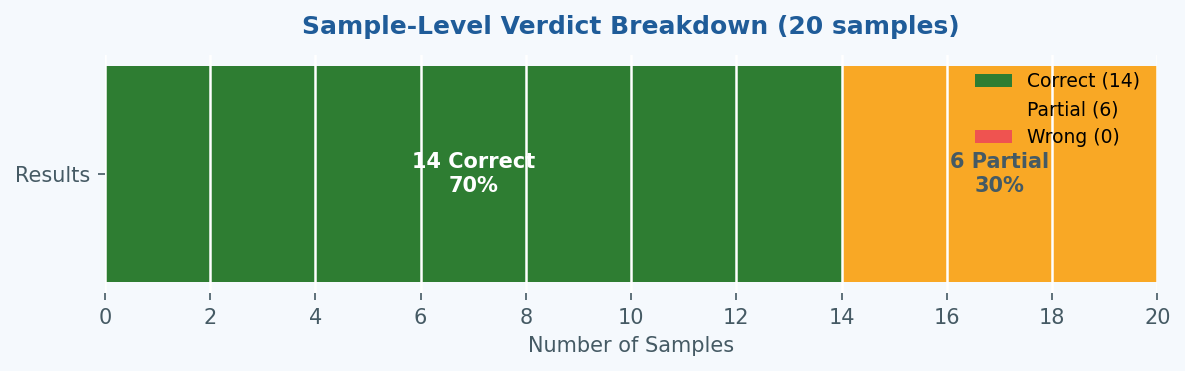 Sample-Level Verdict Breakdown (20 samples)
Correct (14)
Partial (6)
Wrong (0)
14 Correct
70%
6 Partial
30%
Results
0 2 4 6 8 10 12 14 16 18 20
Number of Samples